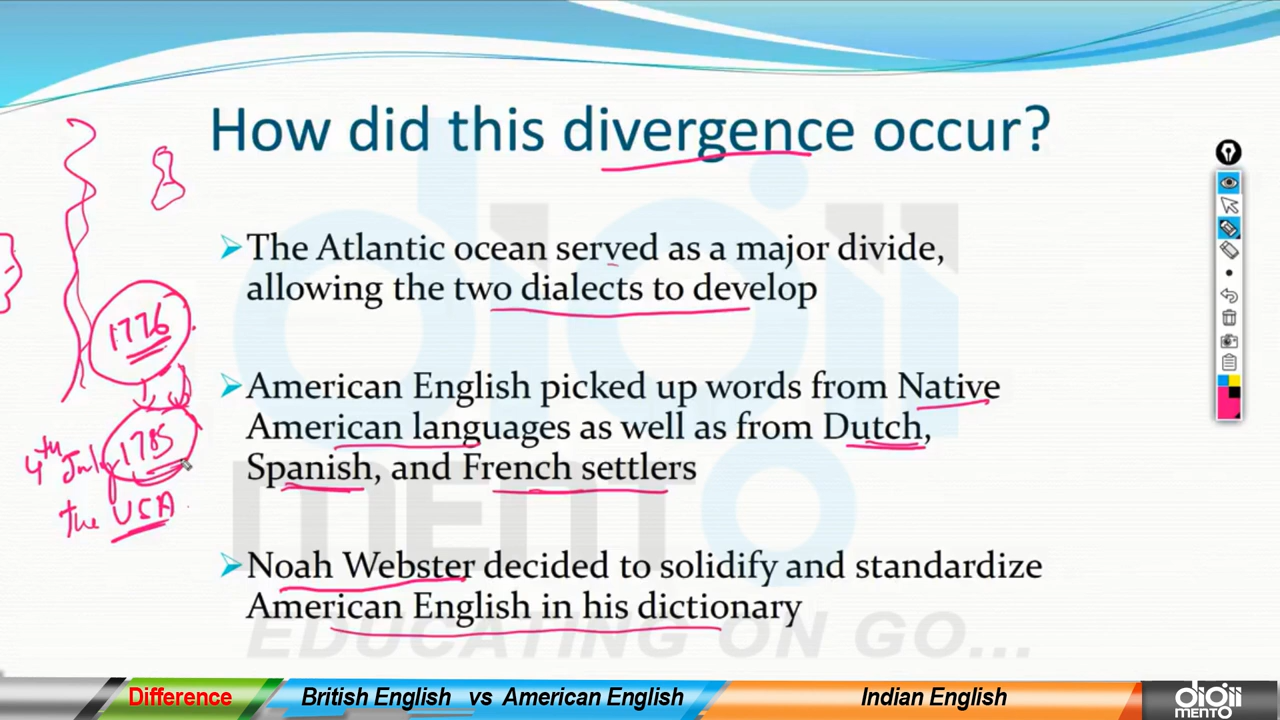 How did this divergence occur?
The Atlantic ocean served as a major divide,
allowing the two dialects to develop
1776
American English picked up words from Native
American languages as well as from Dutch,
Spanish, and French settlers
1785
4th July
the USA
Noah Webster decided to solidify and standardize
American English in his dictionary
digii
MENTO
EDUCATING ON GO...
Difference British English vs American English Indian English
digii
MENTO